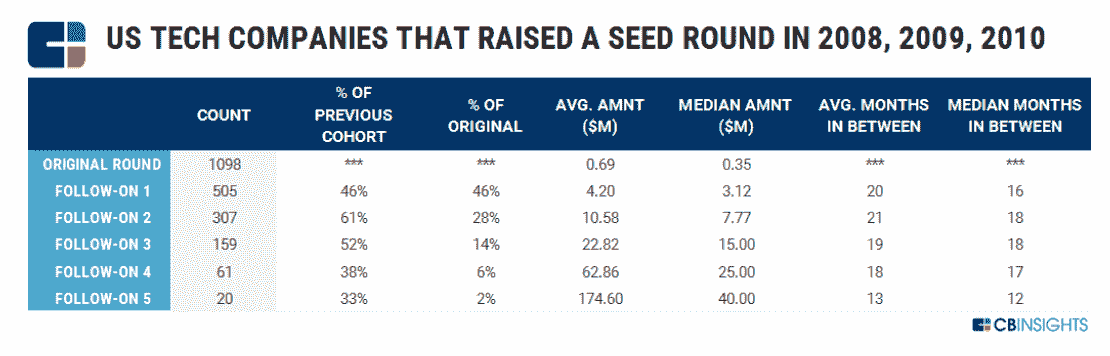 US TECH COMPANIES THAT RAISED A SEED ROUND IN 2008, 2009, 2010
COUNT % OF PREVIOUS COHORT % OF ORIGINAL AVG. AMNT ($M) MEDIAN AMNT ($M) AVG. MONTHS IN BETWEEN MEDIAN MONTHS IN BETWEEN
ORIGINAL ROUND 1098 *** *** 0.69 0.35 *** ***
FOLLOW-ON 1 505 46% 46% 4.20 3.12 20 16
FOLLOW-ON 2 307 61% 28% 10.58 7.77 21 18
FOLLOW-ON 3 159 52% 14% 22.82 15.00 19 18
FOLLOW-ON 4 61 38% 6% 62.86 25.00 18 17
FOLLOW-ON 5 20 33% 2% 174.60 40.00 13 12
CBINSIGHTS